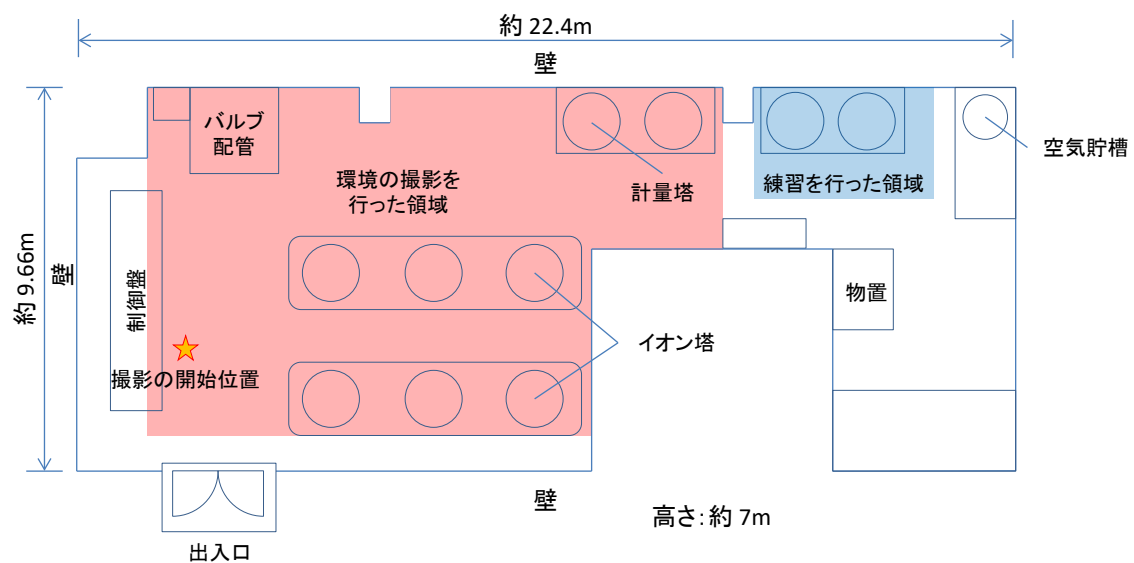 約 22.4m
壁
バルブ
配管
環境の撮影を
行った領域
計量塔
練習を行った領域
空気貯槽
約 9.66m
壁
制御盤
物置
イオン塔
撮影の開始位置
壁
高さ: 約 7m
出入口